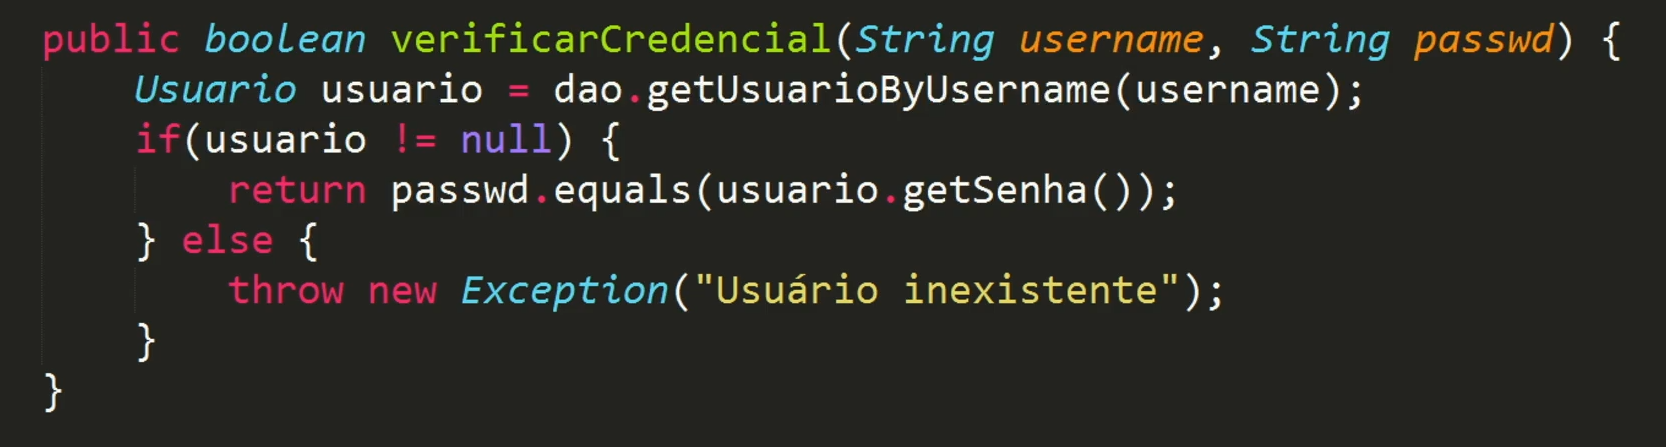 public boolean verificarCredencial(String username, String passwd) {
    Usuario usuario = dao.getUsuarioByUsername(username);
    if(usuario != null) {
        return passwd.equals(usuario.getSenha());
    } else {
        throw new Exception("Usuário inexistente");
    }
}